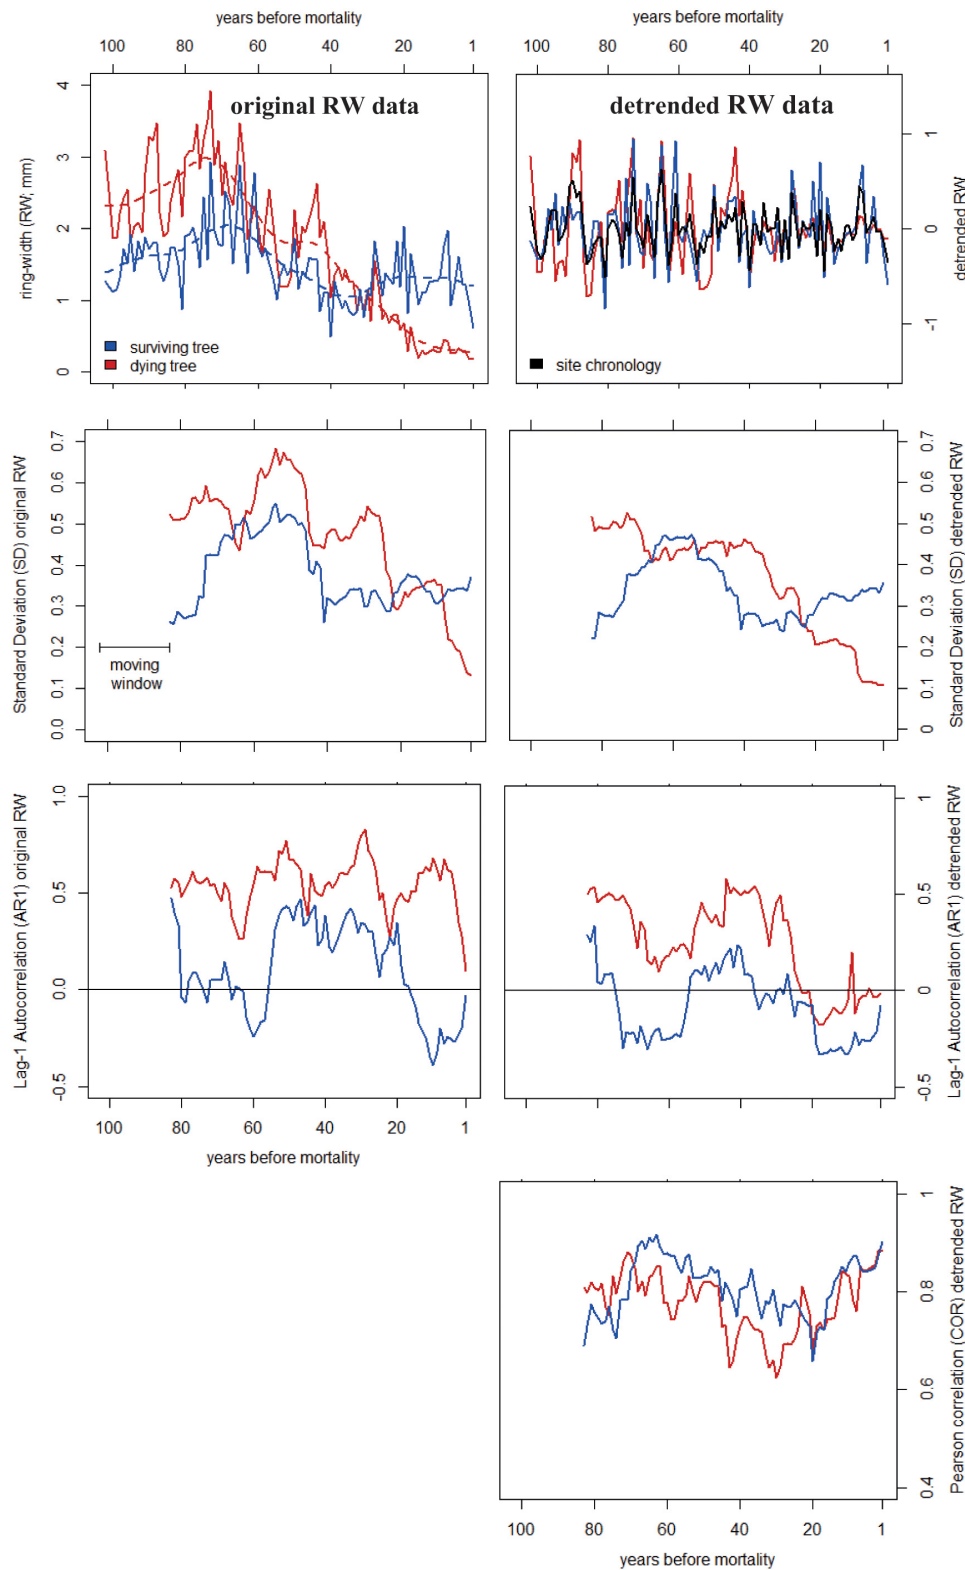 years before mortality
years before mortality
100 80 60 40 20 1
100 80 60 40 20 1
original RW data
detrended RW data
ring-width (RW; mm)
4
3
2
1
0
surviving tree
dying tree
site chronology
1
0
-1
detrended RW
Standard Deviation (SD) original RW
0.7
0.6
0.5
0.4
0.3
0.2
0.1
0.0
moving
window
0.7
0.6
0.5
0.4
0.3
0.2
0.1
0
Standard Deviation (SD) detrended RW
Lag-1 Autocorrelation (AR1) original RW
1.0
0.5
0.0
-0.5
100 80 60 40 20 1
years before mortality
1
0.5
0
-0.5
Lag-1 Autocorrelation (AR1) detrended RW
1
0.8
0.6
0.4
Pearson correlation (COR) detrended RW
100 80 60 40 20 1
years before mortality